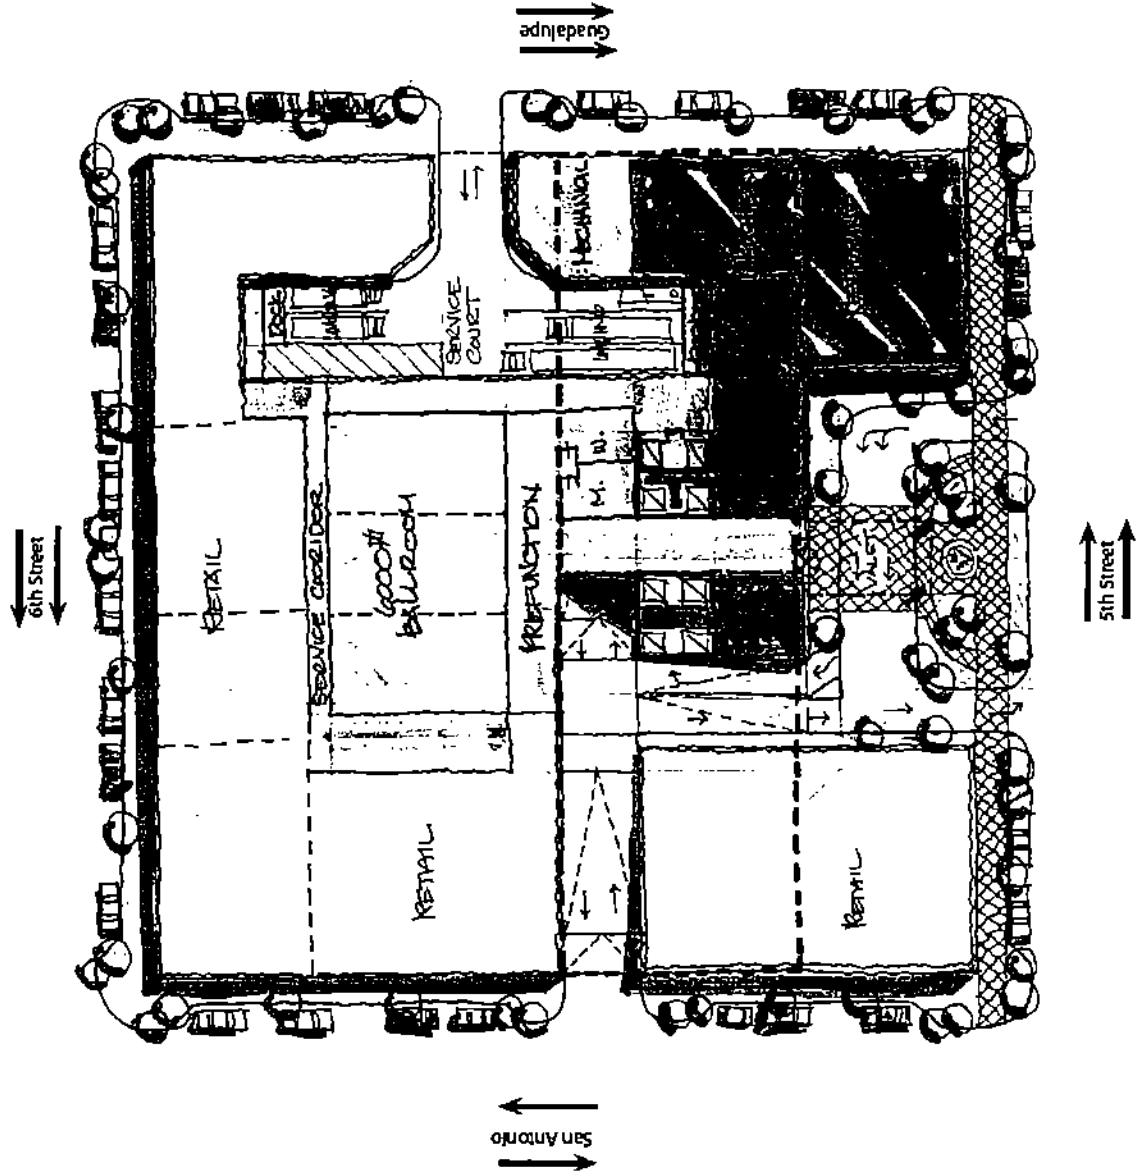 Guadalupe
MECHANICAL
DOCK
SERVICE
COURT
6th Street
RETAIL
SERVICE CORRIDOR
6000#
BALLROOM
PREFUNCTION
M.
W.
VALET
5th Street
RETAIL
RETAIL
San Antonio